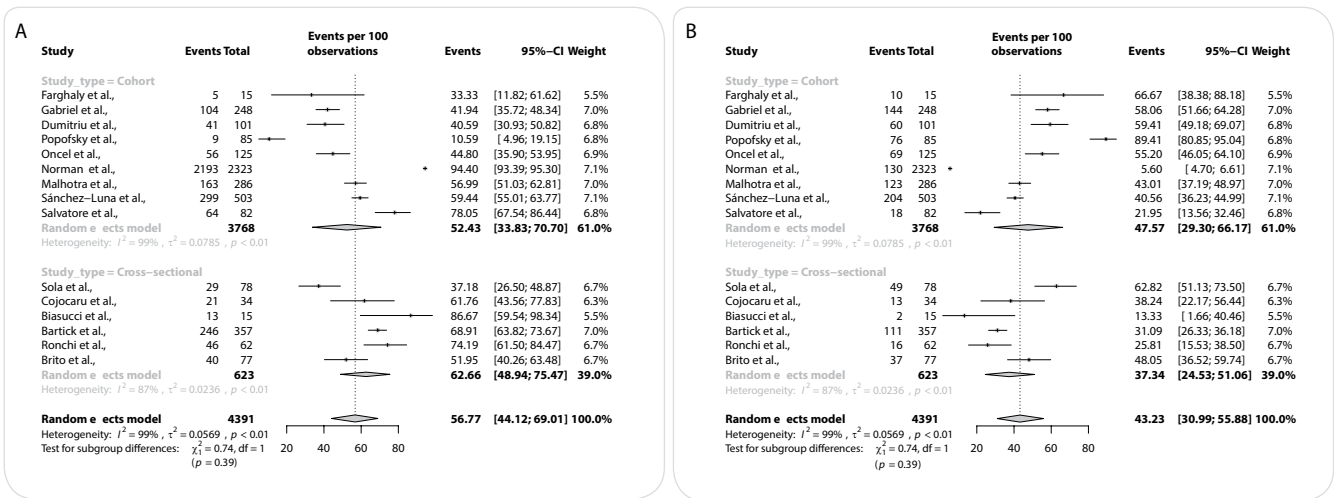 A
Events per 100
Study Events Total observations Events 95%−CI Weight
Study_type = Cohort
Farghaly et al., 5 15 33.33 [11.82; 61.62] 5.5%
Gabriel et al., 104 248 41.94 [35.72; 48.34] 7.0%
Dumitriu et al., 41 101 40.59 [30.93; 50.82] 6.8%
Popofsky et al., 9 85 10.59 [ 4.96; 19.15] 6.8%
Oncel et al., 56 125 44.80 [35.90; 53.95] 6.9%
Norman et al., 2193 2323 94.40 [93.39; 95.30] 7.1%
Malhotra et al., 163 286 56.99 [51.03; 62.81] 7.0%
Sánchez−Luna et al., 299 503 59.44 [55.01; 63.77] 7.1%
Salvatore et al., 64 82 78.05 [67.54; 86.44] 6.8%
Random e ects model 3768 52.43 [33.83; 70.70] 61.0%
Heterogeneity: I² = 99% , τ² = 0.0785 , p < 0.01
Study_type = Cross−sectional
Sola et al., 29 78 37.18 [26.50; 48.87] 6.7%
Cojocaru et al., 21 34 61.76 [43.56; 77.83] 6.3%
Biasucci et al., 13 15 86.67 [59.54; 98.34] 5.5%
Bartick et al., 246 357 68.91 [63.82; 73.67] 7.0%
Ronchi et al., 46 62 74.19 [61.50; 84.47] 6.7%
Brito et al., 40 77 51.95 [40.26; 63.48] 6.7%
Random e ects model 623 62.66 [48.94; 75.47] 39.0%
Heterogeneity: I² = 87% , τ² = 0.0236 , p < 0.01
Random e ects model 4391 56.77 [44.12; 69.01] 100.0%
Heterogeneity: I² = 99% , τ² = 0.0569 , p < 0.01
Test for subgroup differences: χ²₁ = 0.74, df = 1 20 40 60 80
(p = 0.39)
B
Events per 100
Study Events Total observations Events 95%−CI Weight
Study_type = Cohort
Farghaly et al., 10 15 66.67 [38.38; 88.18] 5.5%
Gabriel et al., 144 248 58.06 [51.66; 64.28] 7.0%
Dumitriu et al., 60 101 59.41 [49.18; 69.07] 6.8%
Popofsky et al., 76 85 89.41 [80.85; 95.04] 6.8%
Oncel et al., 69 125 55.20 [46.05; 64.10] 6.9%
Norman et al., 130 2323 5.60 [ 4.70; 6.61] 7.1%
Malhotra et al., 123 286 43.01 [37.19; 48.97] 7.0%
Sánchez−Luna et al., 204 503 40.56 [36.23; 44.99] 7.1%
Salvatore et al., 18 82 21.95 [13.56; 32.46] 6.8%
Random e ects model 3768 47.57 [29.30; 66.17] 61.0%
Heterogeneity: I² = 99% , τ² = 0.0785 , p < 0.01
Study_type = Cross−sectional
Sola et al., 49 78 62.82 [51.13; 73.50] 6.7%
Cojocaru et al., 13 34 38.24 [22.17; 56.44] 6.3%
Biasucci et al., 2 15 13.33 [ 1.66; 40.46] 5.5%
Bartick et al., 111 357 31.09 [26.33; 36.18] 7.0%
Ronchi et al., 16 62 25.81 [15.53; 38.50] 6.7%
Brito et al., 37 77 48.05 [36.52; 59.74] 6.7%
Random e ects model 623 37.34 [24.53; 51.06] 39.0%
Heterogeneity: I² = 87% , τ² = 0.0236 , p < 0.01
Random e ects model 4391 43.23 [30.99; 55.88] 100.0%
Heterogeneity: I² = 99% , τ² = 0.0569 , p < 0.01
Test for subgroup differences: χ²₁ = 0.74, df = 1 20 40 60 80
(p = 0.39)